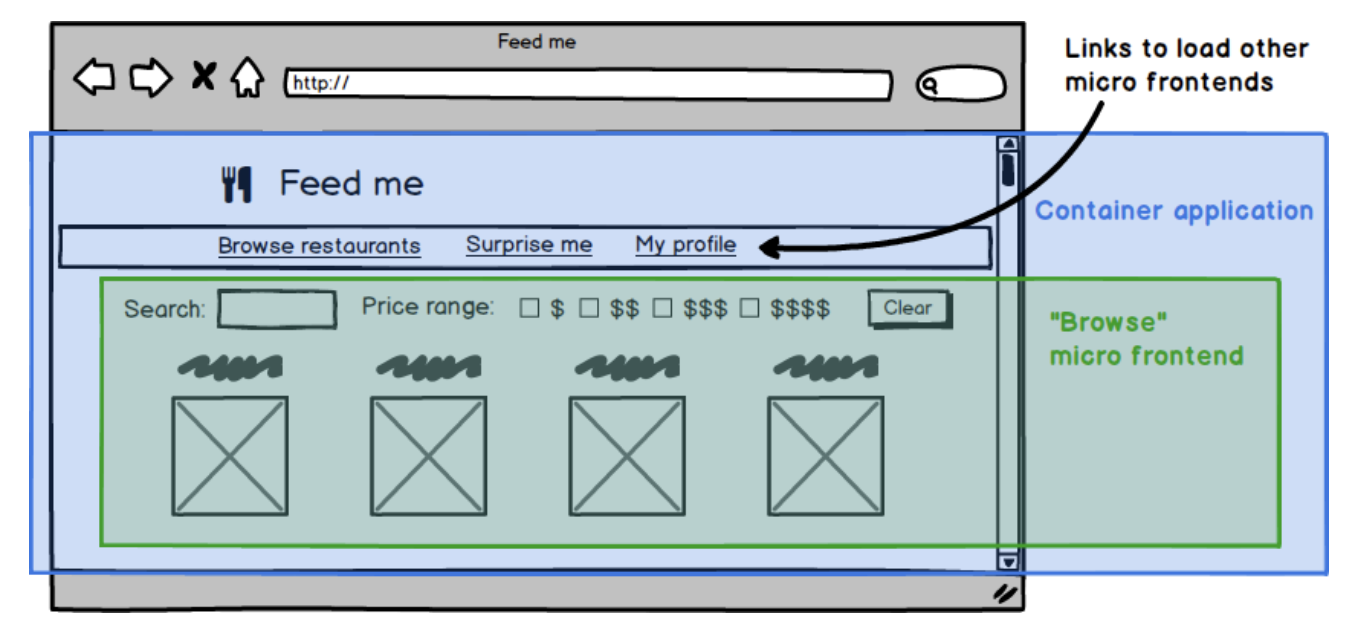 Feed me
http://
Links to load other
micro frontends
Feed me
Container application
Browse restaurants Surprise me My profile
Search: Price range: $ $$ $$$ $$$$ Clear
"Browse"
micro frontend